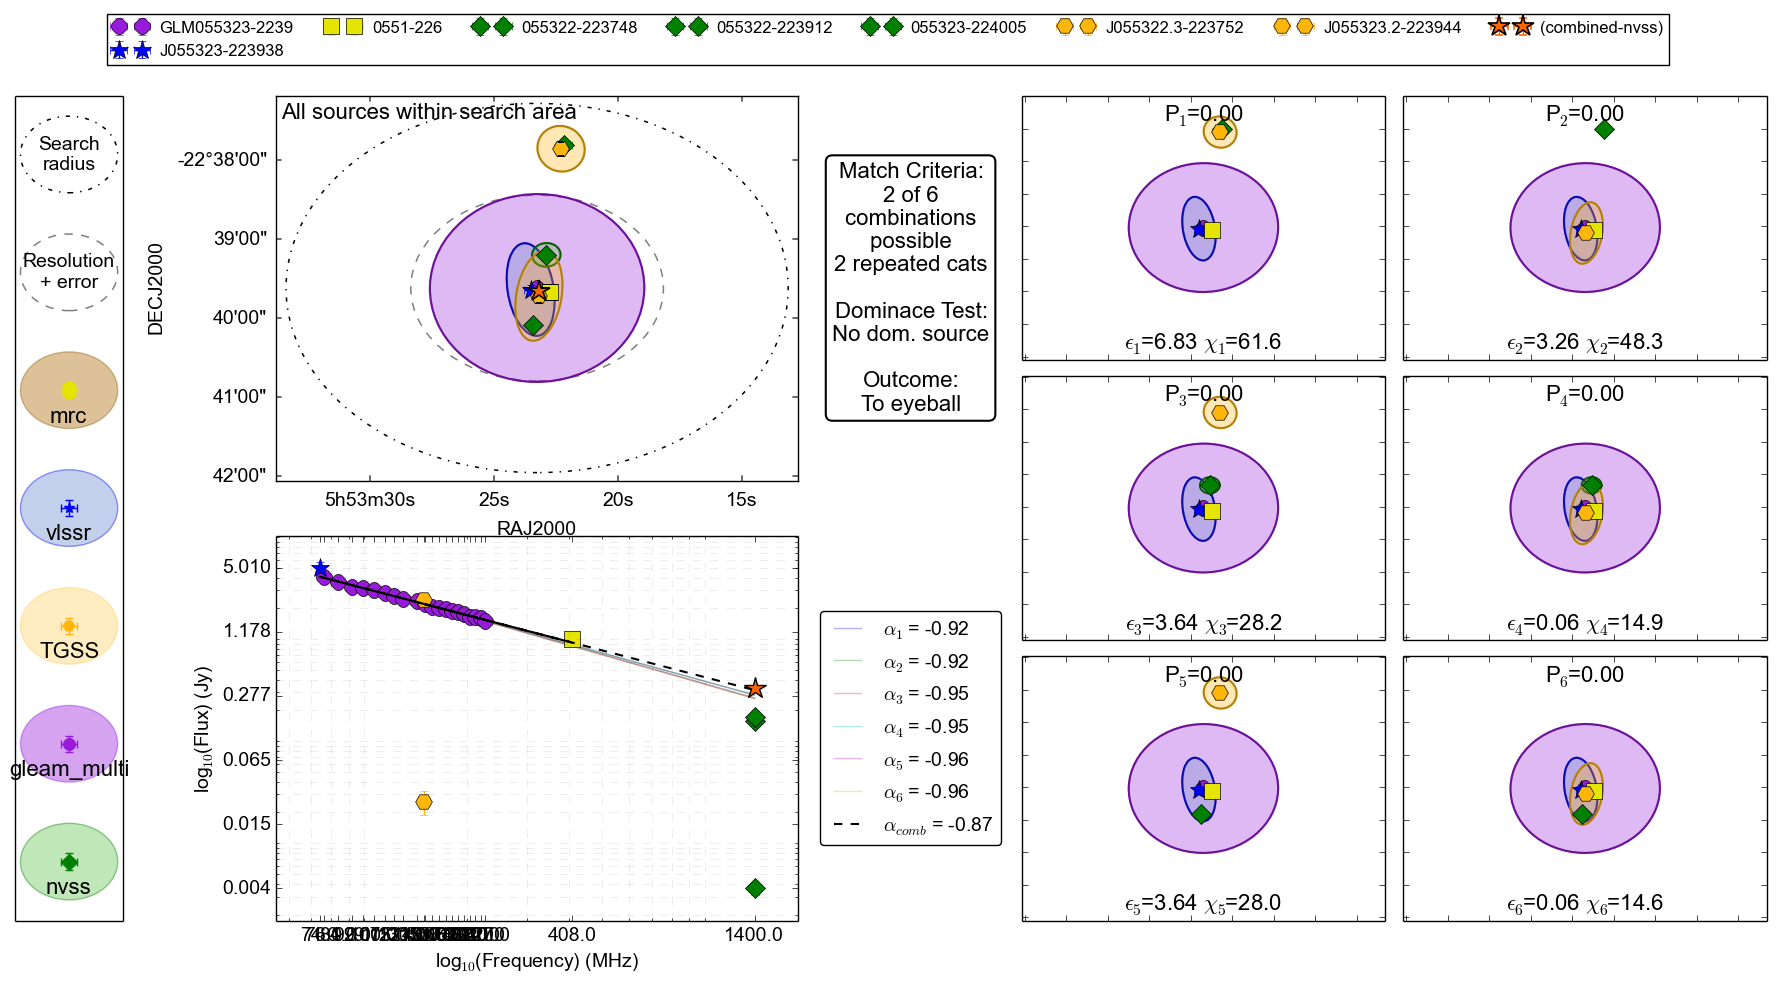 GLM055323-2239
0551-226
055322-223748
055322-223912
055323-224005
J055322.3-223752
J055323.2-223944
(combined-nvss)
J055323-223938
Search
radius
Resolution
+ error
mrc
vlssr
TGSS
gleam_multi
nvss
All sources within search area
DECJ2000
-22°38'00"
39'00"
40'00"
41'00"
42'00"
5h53m30s
25s
20s
15s
RAJ2000
Match Criteria:
2 of 6
combinations
possible
2 repeated cats
Dominace Test:
No dom. source
Outcome:
To eyeball
log10(Flux) (Jy)
5.010
1.178
0.277
0.065
0.015
0.004
408.0
1400.0
log10(Frequency) (MHz)
α1 = -0.92
α2 = -0.92
α3 = -0.95
α4 = -0.95
α5 = -0.96
α6 = -0.96
αcomb = -0.87
P1=0.00
ϵ1=6.83 χ1=61.6
P2=0.00
ϵ2=3.26 χ2=48.3
P3=0.00
ϵ3=3.64 χ3=28.2
P4=0.00
ϵ4=0.06 χ4=14.9
P5=0.00
ϵ5=3.64 χ5=28.0
P6=0.00
ϵ6=0.06 χ6=14.6